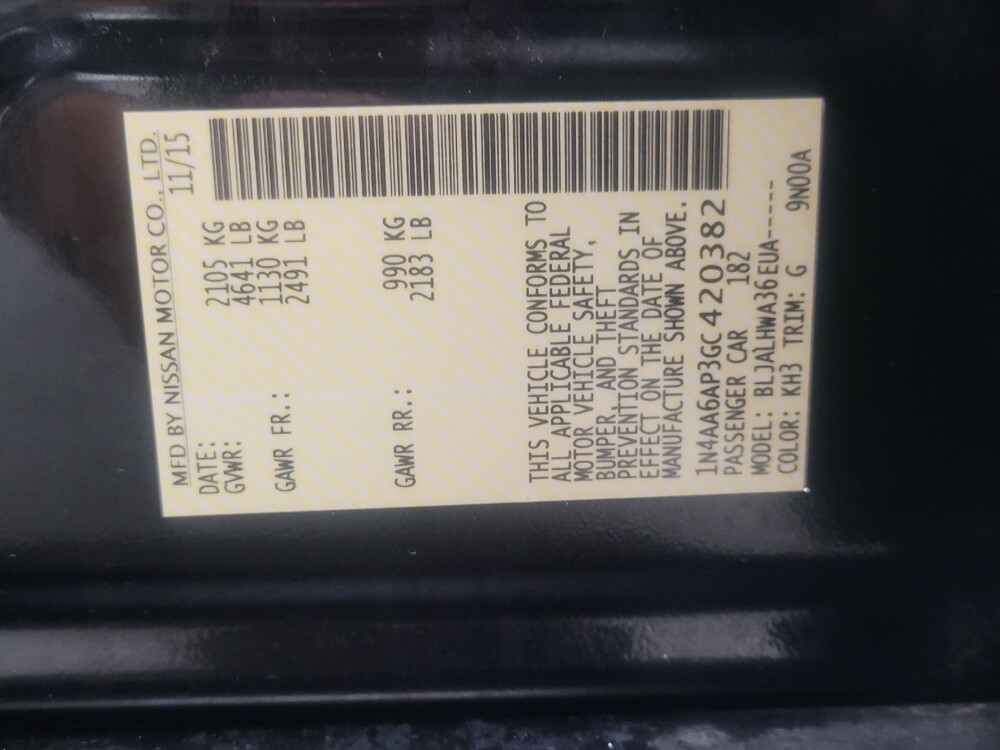 MFD BY NISSAN MOTOR CO., LTD.
DATE: 11/15
GVWR: 2105 KG
4641 LB
GAWR FR.: 1130 KG
2491 LB
GAWR RR.: 990 KG
2183 LB
THIS VEHICLE CONFORMS TO
ALL APPLICABLE FEDERAL
MOTOR VEHICLE SAFETY,
BUMPER, AND THEFT
PREVENTION STANDARDS IN
EFFECT ON THE DATE OF
MANUFACTURE SHOWN ABOVE.
1N4AA6AP3GC420382
PASSENGER CAR 182
MODEL: BLJALHWA36EUA-----
COLOR: KH3 TRIM: G 9N00A